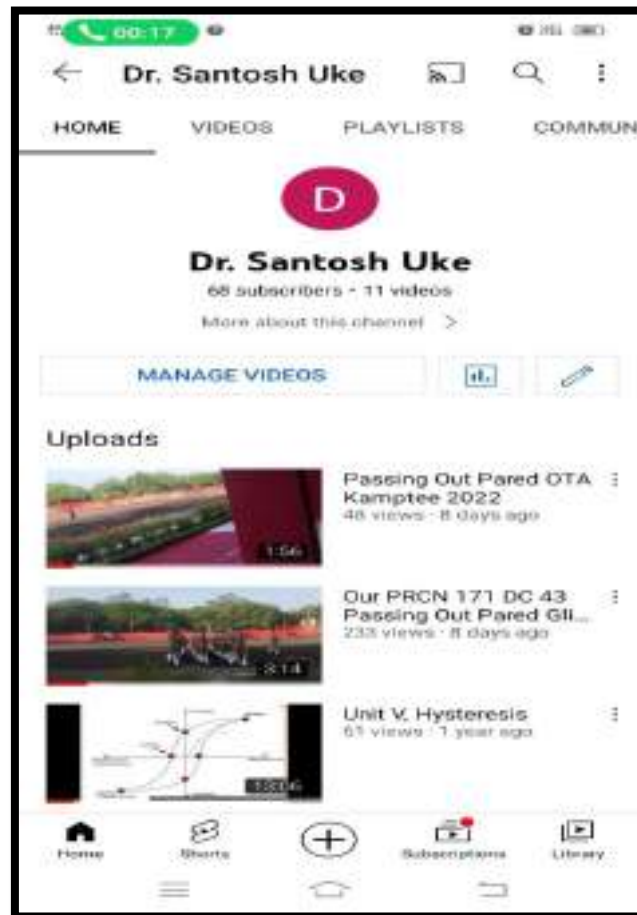 00:17
Dr. Santosh Uke
HOME VIDEOS PLAYLISTS COMMUN
D
Dr. Santosh Uke
68 subscribers · 11 videos
More about this channel >
MANAGE VIDEOS
Uploads
Passing Out Pared OTA
Kamptee 2022
48 views · 8 days ago
1:56
Our PRCN 171 DC 43
Passing Out Pared Gli...
233 views · 8 days ago
3:14
Unit V, Hysteresis
61 views · 1 year ago
Home Shorts Subscriptions Library